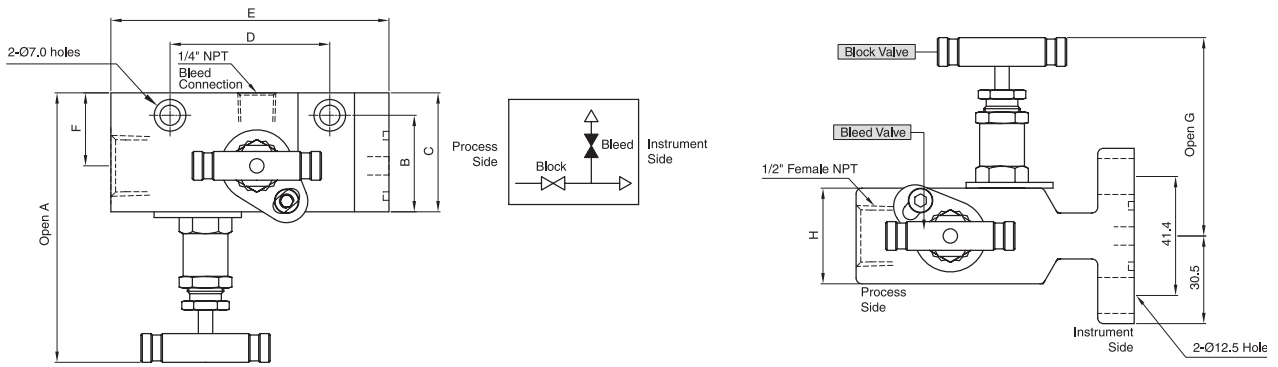 E
D
2-Ø7.0 holes
1/4" NPT
Bleed
Connection
F
B
C
Open A
Process
Side
Block
Bleed
Instrument
Side
Block Valve
Bleed Valve
1/2" Female NPT
H
Process
Side
Open G
41.4
30.5
Instrument
Side
2-Ø12.5 Hole